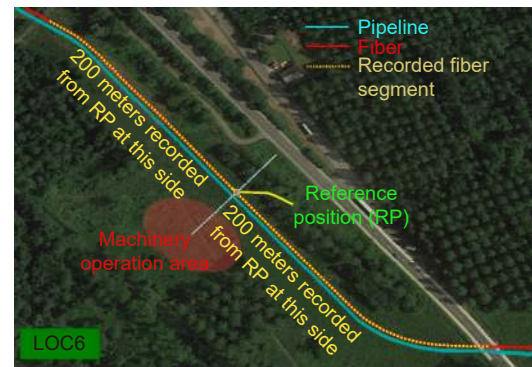 Pipeline
Fiber
Recorded fiber
segment
200 meters recorded
from RP at this side
Reference
position (RP)
200 meters recorded
from RP at this side
Machinery
operation area
LOC6